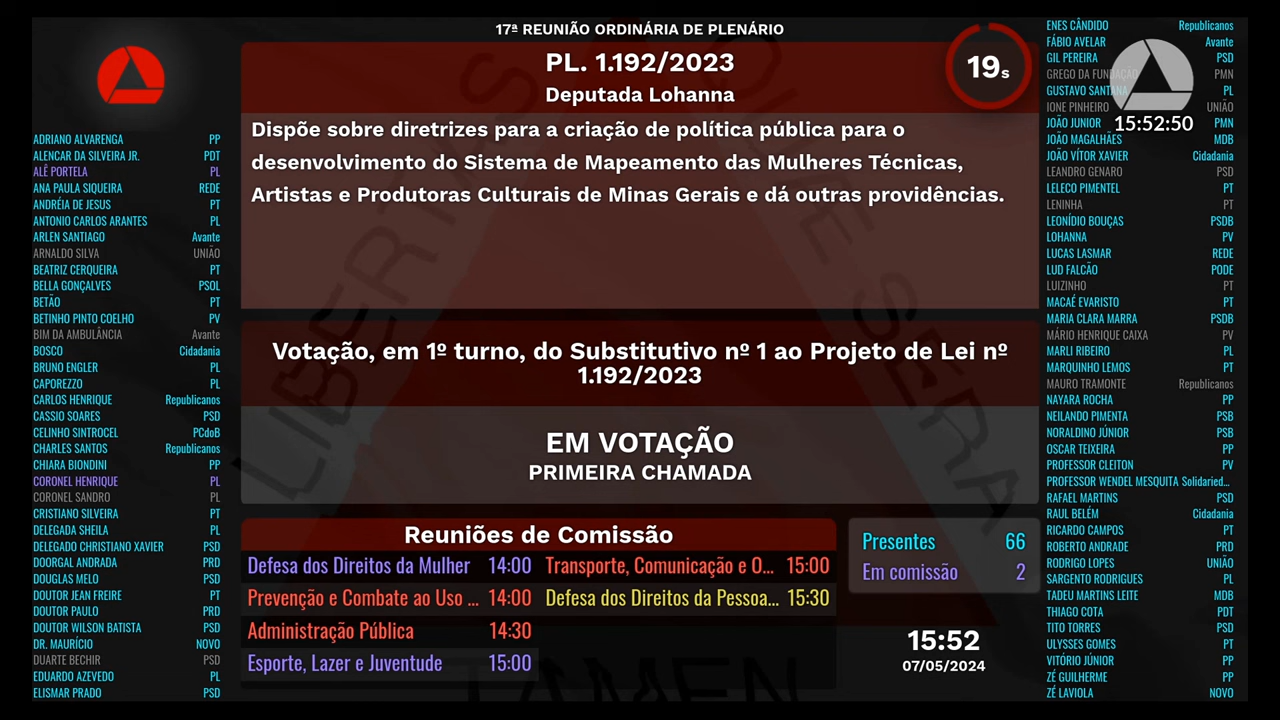 17ª REUNIÃO ORDINÁRIA DE PLENÁRIO
PL. 1.192/2023
Deputada Lohanna
19s
Dispõe sobre diretrizes para a criação de política pública para o
desenvolvimento do Sistema de Mapeamento das Mulheres Técnicas,
Artistas e Produtoras Culturais de Minas Gerais e dá outras providências.
Votação, em 1º turno, do Substitutivo nº 1 ao Projeto de Lei nº
1.192/2023
EM VOTAÇÃO
PRIMEIRA CHAMADA
Reuniões de Comissão
Defesa dos Direitos da Mulher 14:00 Transporte, Comunicação e O... 15:00
Prevenção e Combate ao Uso ... 14:00 Defesa dos Direitos da Pessoa... 15:30
Administração Pública 14:30
Esporte, Lazer e Juventude 15:00
Presentes 66
Em comissão 2
15:52
07/05/2024
ADRIANO ALVARENGA PP
ALENCAR DA SILVEIRA JR. PDT
ALÊ PORTELA PL
ANA PAULA SIQUEIRA REDE
ANDRÉIA DE JESUS PT
ANTONIO CARLOS ARANTES PL
ARLEN SANTIAGO Avante
ARNALDO SILVA UNIÃO
BEATRIZ CERQUEIRA PT
BELLA GONÇALVES PSOL
BETÃO PT
BETINHO PINTO COELHO PV
BIM DA AMBULÂNCIA Avante
BOSCO Cidadania
BRUNO ENGLER PL
CAPOREZZO PL
CARLOS HENRIQUE Republicanos
CASSIO SOARES PSD
CELINHO SINTROCEL PCdoB
CHARLES SANTOS Republicanos
CHIARA BIONDINI PP
CORONEL HENRIQUE PL
CORONEL SANDRO PL
CRISTIANO SILVEIRA PT
DELEGADA SHEILA PL
DELEGADO CHRISTIANO XAVIER PSD
DOORGAL ANDRADA PRD
DOUGLAS MELO PSD
DOUTOR JEAN FREIRE PT
DOUTOR PAULO PRD
DOUTOR WILSON BATISTA PSD
DR. MAURÍCIO NOVO
DUARTE BECHIR PSD
EDUARDO AZEVEDO PL
ELISMAR PRADO PSD
ENES CÂNDIDO Republicanos
FÁBIO AVELAR Avante
GIL PEREIRA PSD
GREGO DA FUNDAÇÃO PMN
GUSTAVO SANTANA PL
IONE PINHEIRO UNIÃO
JOÃO JUNIOR PMN
15:52:50
JOÃO MAGALHÃES MDB
JOÃO VÍTOR XAVIER Cidadania
LEANDRO GENARO PSD
LELECO PIMENTEL PT
LENINHA PT
LEONÍDIO BOUÇAS PSDB
LOHANNA PV
LUCAS LASMAR REDE
LUD FALCÃO PODE
LUIZINHO PT
MACAÉ EVARISTO PT
MARIA CLARA MARRA PSDB
MÁRIO HENRIQUE CAIXA PV
MARLI RIBEIRO PL
MARQUINHO LEMOS PT
MAURO TRAMONTE Republicanos
NAYARA ROCHA PP
NEILANDO PIMENTA PSB
NORALDINO JÚNIOR PSB
OSCAR TEIXEIRA PP
PROFESSOR CLEITON PV
PROFESSOR WENDEL MESQUITA Solidaried...
RAFAEL MARTINS PSD
RAUL BELÉM Cidadania
RICARDO CAMPOS PT
ROBERTO ANDRADE PRD
RODRIGO LOPES UNIÃO
SARGENTO RODRIGUES PL
TADEU MARTINS LEITE MDB
THIAGO COTA PDT
TITO TORRES PSD
ULYSSES GOMES PT
VITÓRIO JÚNIOR PP
ZÉ GUILHERME PP
ZÉ LAVIOLA NOVO